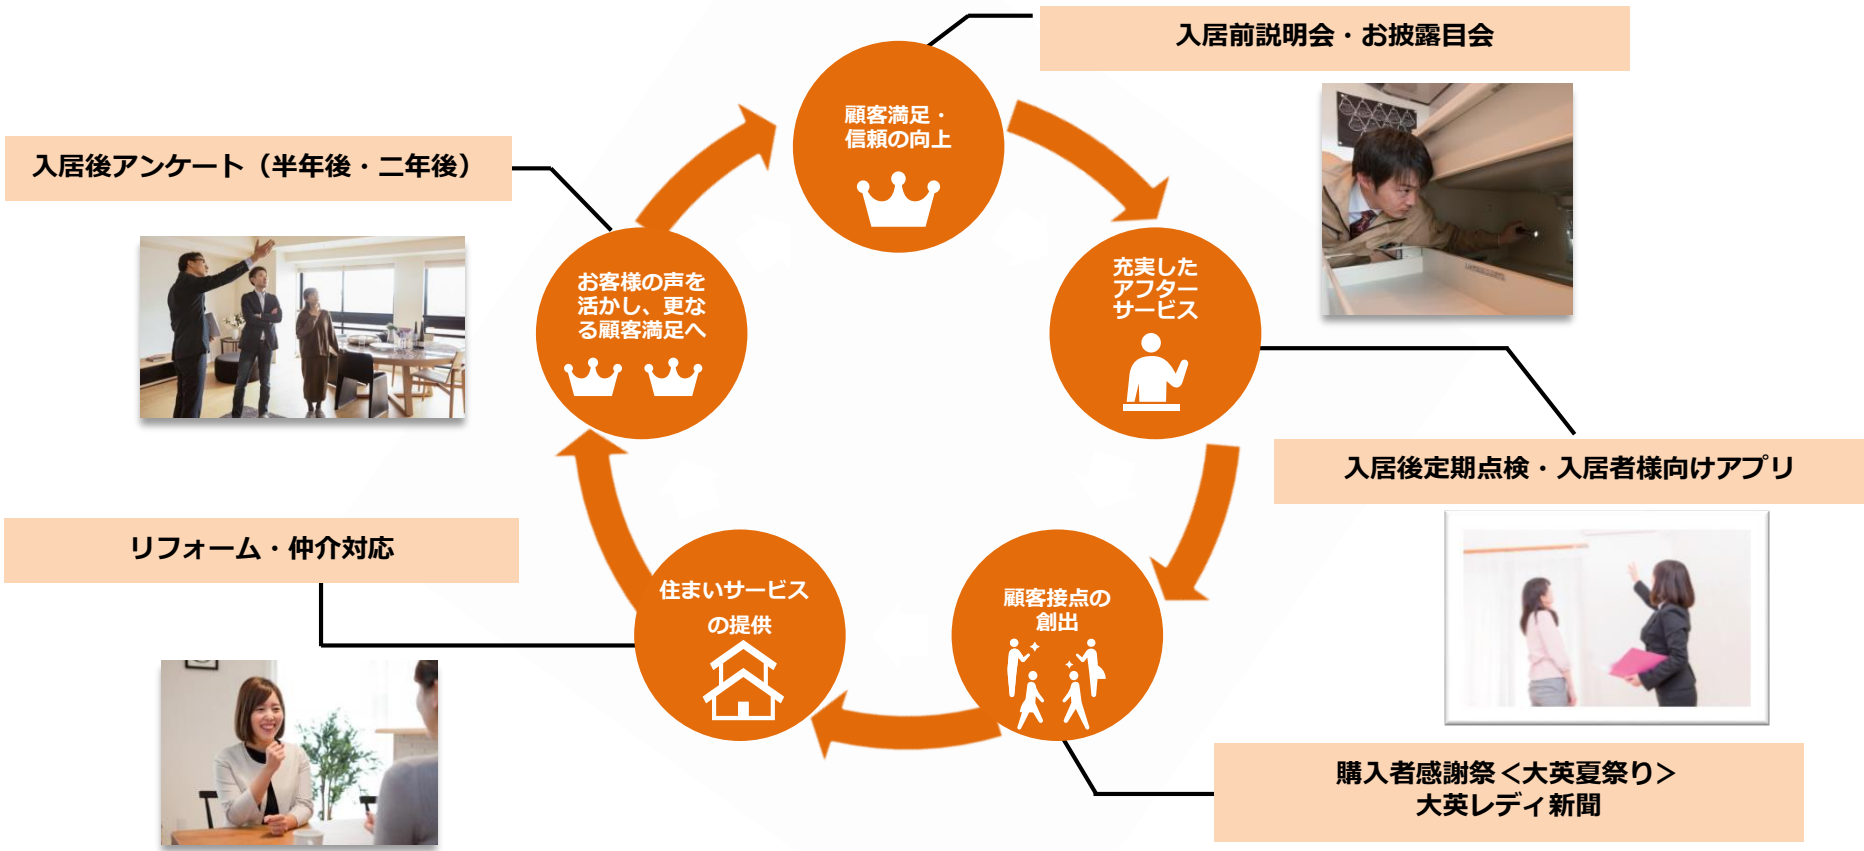 入居前説明会・お披露目会
顧客満足・
信頼の向上
入居後アンケート（半年後・二年後）
お客様の声を
活かし、更な
る顧客満足へ
充実した
アフター
サービス
入居後定期点検・入居者様向けアプリ
リフォーム・仲介対応
住まいサービス
の提供
顧客接点の
創出
購入者感謝祭＜大英夏祭り＞
大英レディ新聞